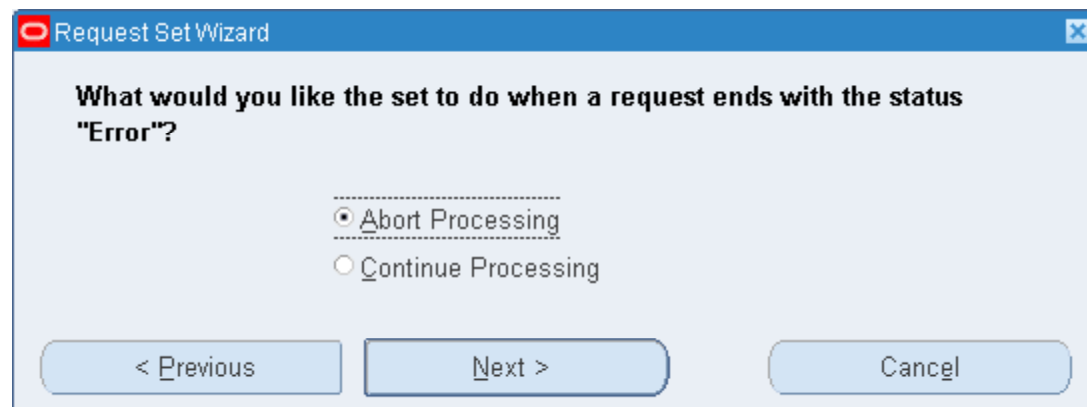 Request Set Wizard
What would you like the set to do when a request ends with the status
"Error"?
Abort Processing
Continue Processing
< Previous
Next >
Cancel